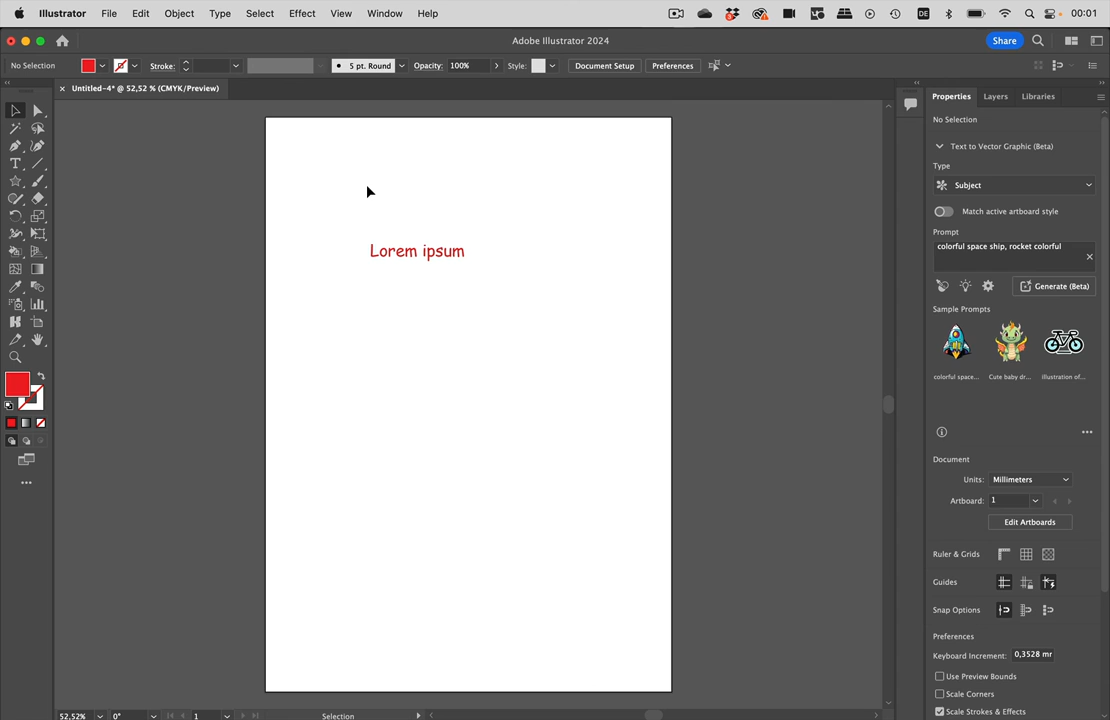 Illustrator File Edit Object Type Select Effect View Window Help
DE
00:01
Adobe Illustrator 2024
Share
No Selection
Stroke:
5 pt. Round
Opacity: 100%
Style:
Document Setup
Preferences
Untitled-4* @ 52,52 % (CMYK/Preview)
Lorem ipsum
Properties Layers Libraries
No Selection
Text to Vector Graphic (Beta)
Type
Subject
Match active artboard style
Prompt
colorful space ship, rocket colorful
Generate (Beta)
Sample Prompts
colorful space... Cute baby dr... illustration of...
Document
Units: Millimeters
Artboard: 1
Edit Artboards
Ruler & Grids
Guides
Snap Options
Preferences
Keyboard Increment: 0,3528 mr
Use Preview Bounds
Scale Corners
Scale Strokes & Effects
52,52% 0° 1 Selection